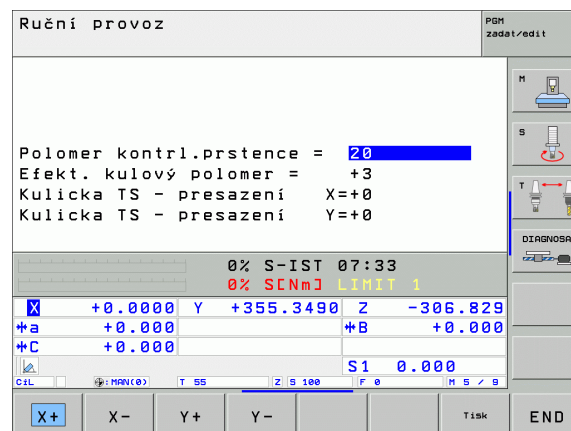 Ruční provoz
PGM
zadat/edit
M
S
T
DIAGNOSA
Polomer kontrl.prstence = 20
Efekt. kulový polomer = +3
Kulicka TS - presazení X=+0
Kulicka TS - presazení Y=+0
0% S-IST 07:33
0% S[Nm] LIMIT 1
X +0.0000 Y +355.3490 Z -306.829
a +0.000 B +0.000
C +0.000
S1 0.000
CíL : MAN(0) T 55 Z S 100 F 0 M 5 / 9
X+ X- Y+ Y- Tisk END